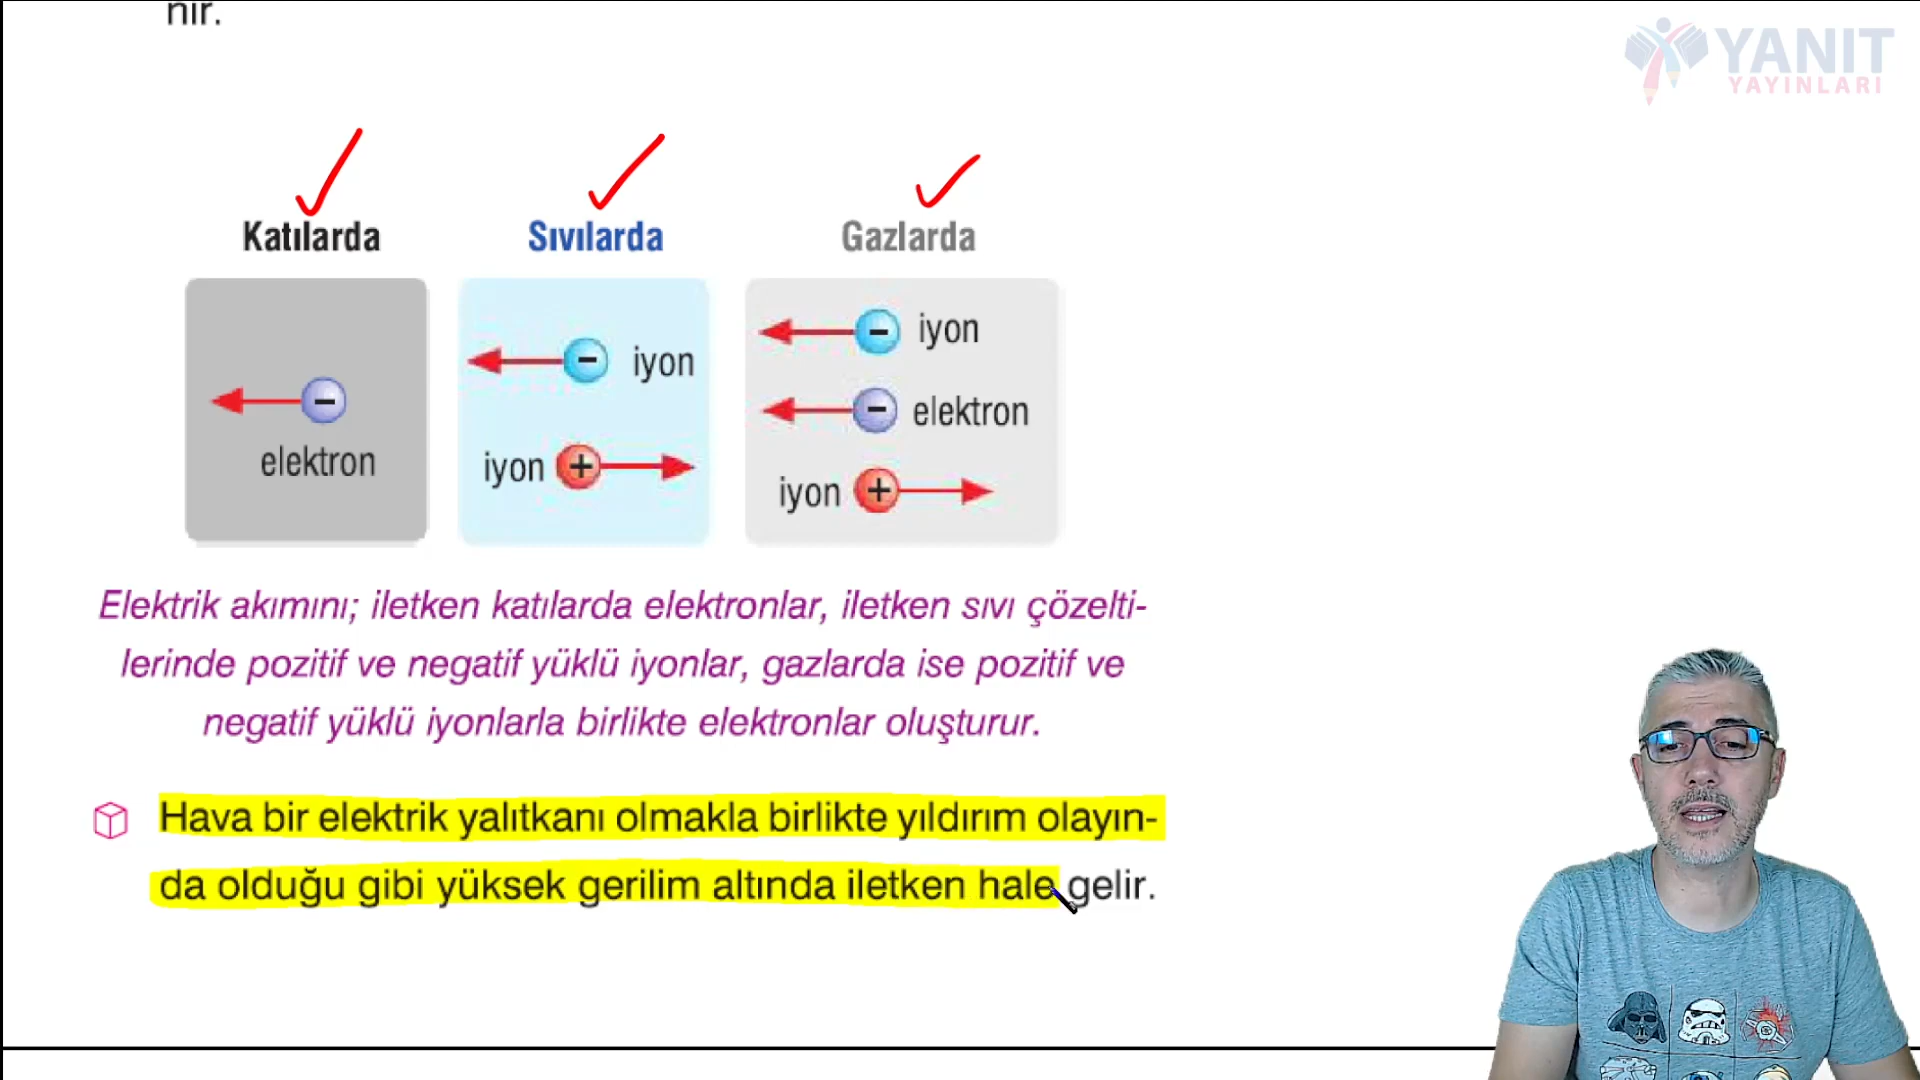 nir.
YANIT
YAYINLARI
Katılarda
Sıvılarda
Gazlarda
elektron
iyon
iyon
iyon
elektron
iyon
Elektrik akımını; iletken katılarda elektronlar, iletken sıvı çözelti-
lerinde pozitif ve negatif yüklü iyonlar, gazlarda ise pozitif ve
negatif yüklü iyonlarla birlikte elektronlar oluşturur.
Hava bir elektrik yalıtkanı olmakla birlikte yıldırım olayın-
da olduğu gibi yüksek gerilim altında iletken hale gelir.